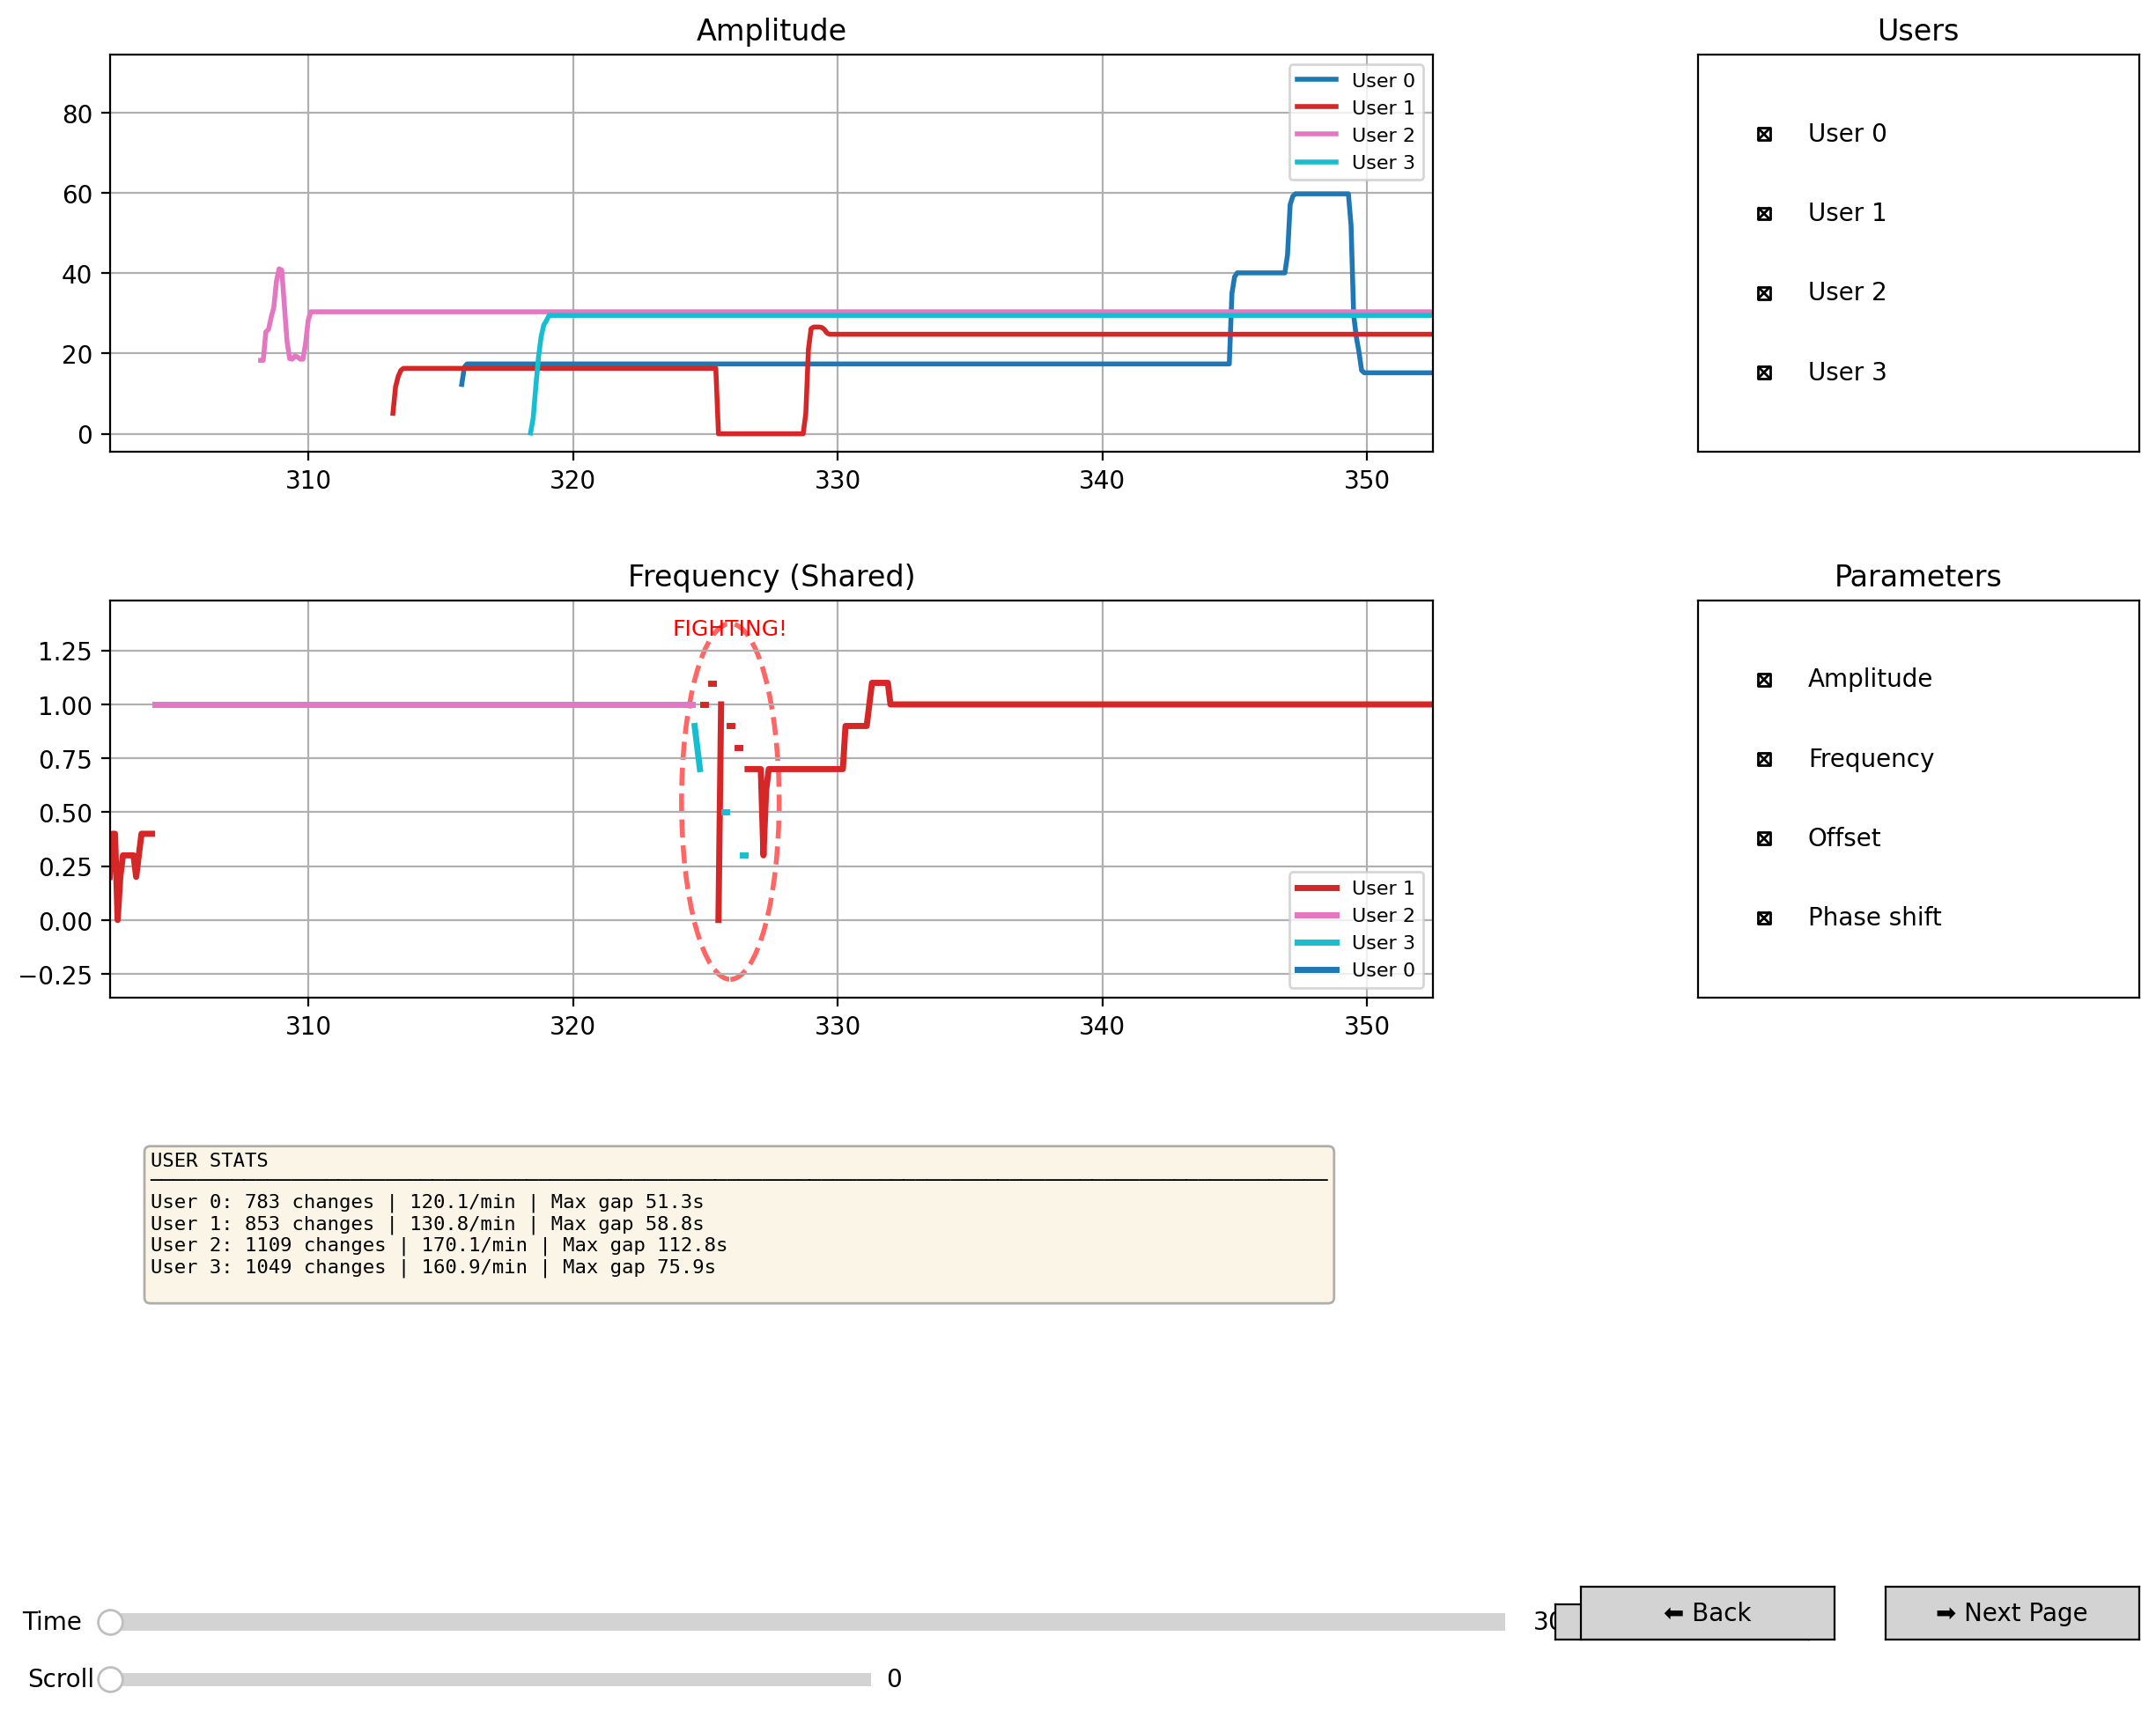 Amplitude
80
60
40
20
0
310 320 330 340 350
User 0
User 1
User 2
User 3
Users
User 0
User 1
User 2
User 3
Frequency (Shared)
FIGHTING!
1.25
1.00
0.75
0.50
0.25
0.00
−0.25
310 320 330 340 350
User 1
User 2
User 3
User 0
Parameters
Amplitude
Frequency
Offset
Phase shift
USER STATS
User 0: 783 changes | 120.1/min | Max gap 51.3s
User 1: 853 changes | 130.8/min | Max gap 58.8s
User 2: 1109 changes | 170.1/min | Max gap 112.8s
User 3: 1049 changes | 160.9/min | Max gap 75.9s
Time
⬅ Back
➡ Next Page
Scroll 0